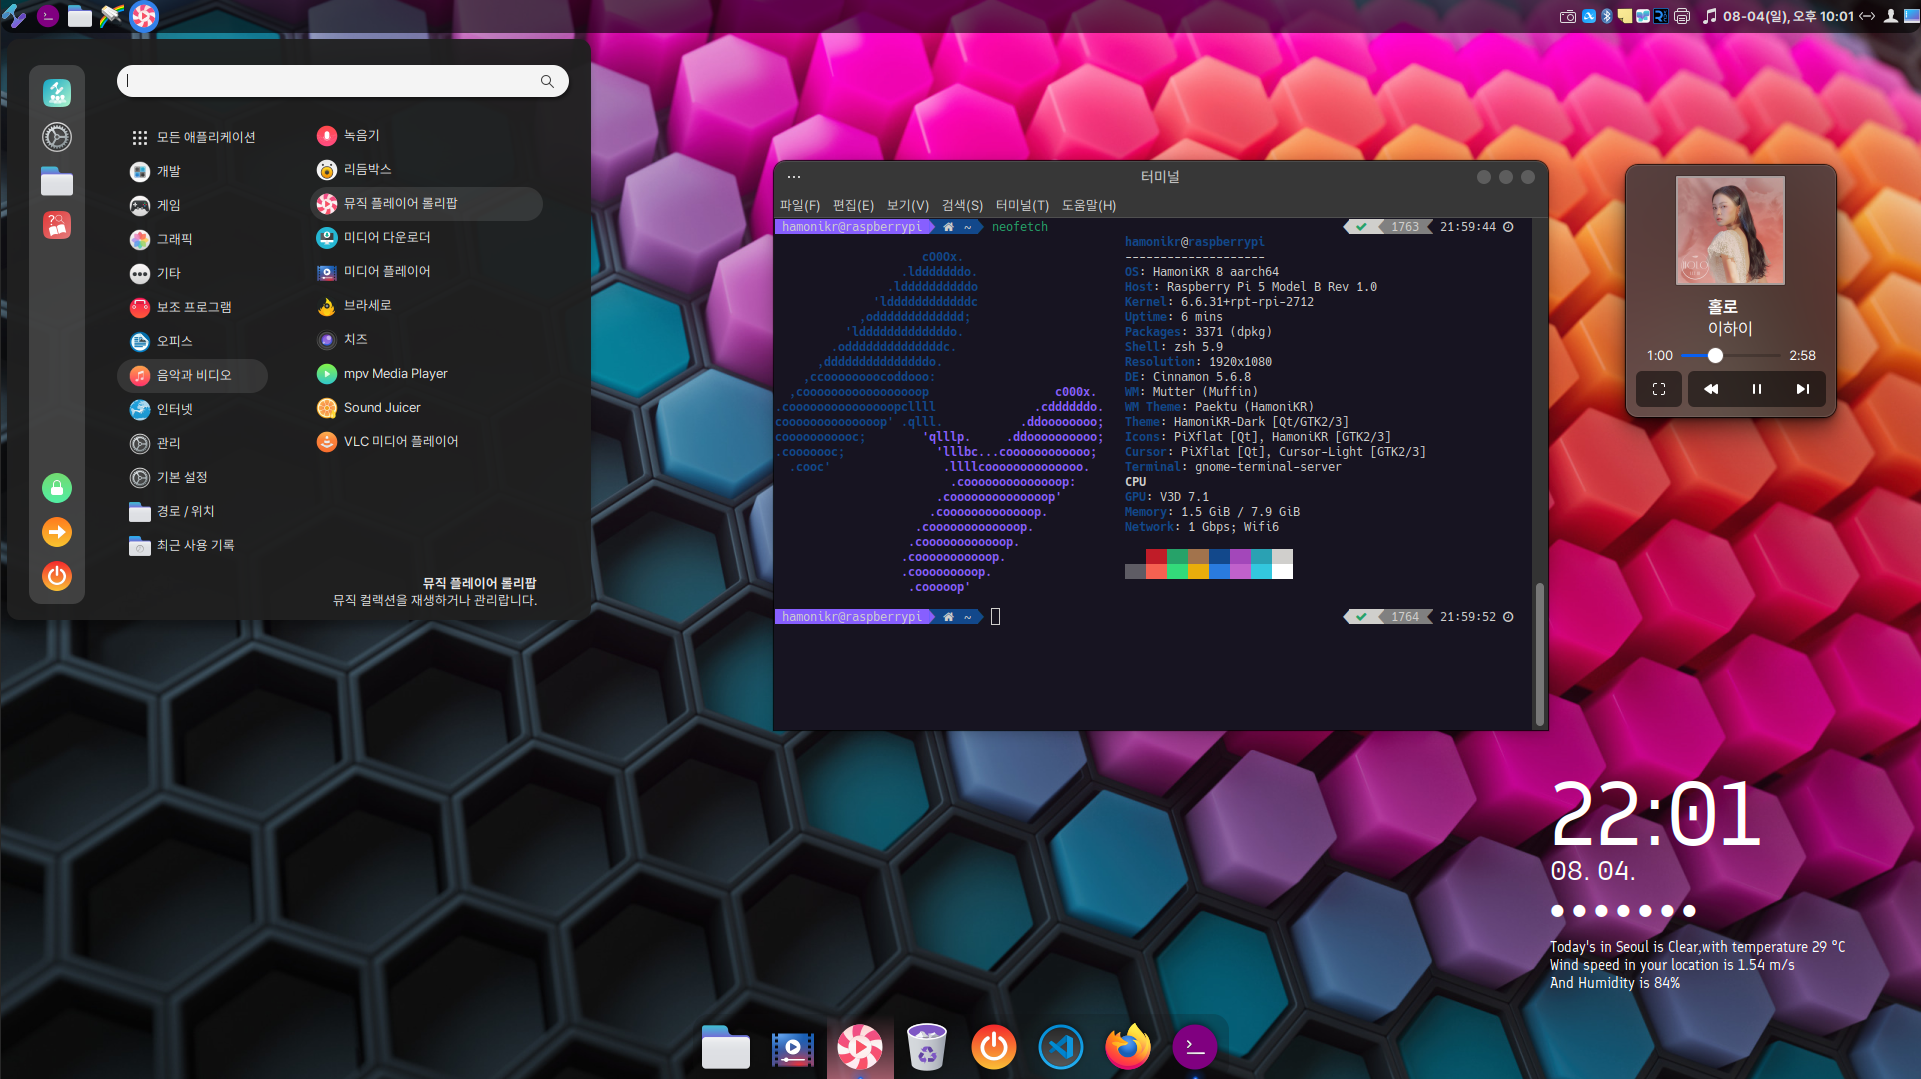 08-04(일), 오후 10:01
모든 애플리케이션
개발
게임
그래픽
기타
보조 프로그램
오피스
음악과 비디오
인터넷
관리
기본 설정
경로 / 위치
최근 사용 기록
녹음기
리듬박스
뮤직 플레이어 롤리팝
미디어 다운로더
미디어 플레이어
브라세로
치즈
mpv Media Player
Sound Juicer
VLC 미디어 플레이어
뮤직 플레이어 롤리팝
뮤직 컬랙션을 재생하거나 관리랍니다.
터미널
파일(F) 편집(E) 보기(V) 검색(S) 터미널(T) 도움말(H)
hamonikr@raspberrypi ~ neofetch 1763 21:59:44
hamonikr@raspberrypi
--------------------
OS: HamoniKR 8 aarch64
Host: Raspberry Pi 5 Model B Rev 1.0
Kernel: 6.6.31+rpt-rpi-2712
Uptime: 6 mins
Packages: 3371 (dpkg)
Shell: zsh 5.9
Resolution: 1920x1080
DE: Cinnamon 5.6.8
WM: Mutter (Muffin)
WM Theme: Paektu (HamoniKR)
Theme: HamoniKR-Dark [Qt/GTK2/3]
Icons: PiXflat [Qt], HamoniKR [GTK2/3]
Cursor: PiXflat [Qt], Cursor-Light [GTK2/3]
Terminal: gnome-terminal-server
CPU
GPU: V3D 7.1
Memory: 1.5 GiB / 7.9 GiB
Network: 1 Gbps; Wifi6
hamonikr@raspberrypi ~ 1764 21:59:52
홀로
이하이
1:00 2:58
22:01
08. 04.
Today's in Seoul is Clear,with temperature 29 °C
Wind speed in your location is 1.54 m/s
And Humidity is 84%